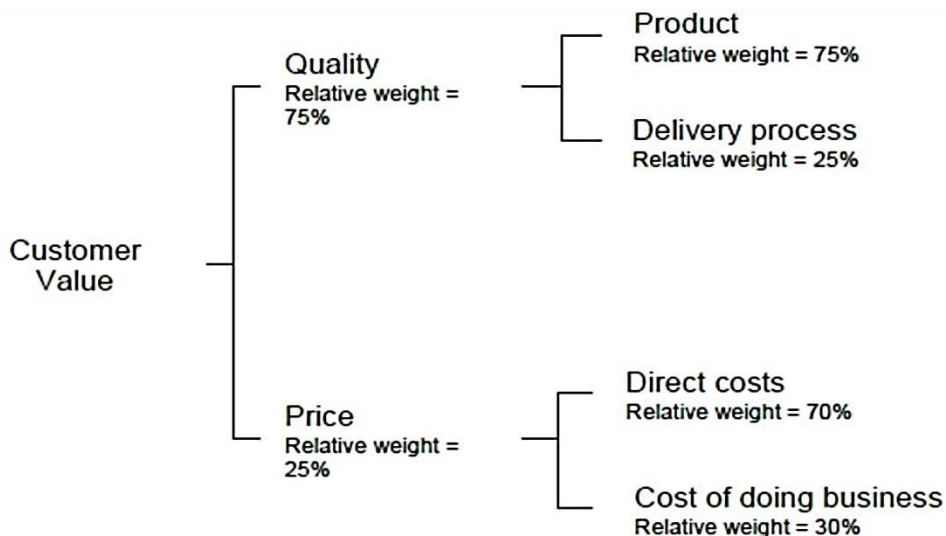 Customer
Value
Quality
Relative weight =
75%
Product
Relative weight = 75%
Delivery process
Relative weight = 25%
Price
Relative weight =
25%
Direct costs
Relative weight = 70%
Cost of doing business
Relative weight = 30%